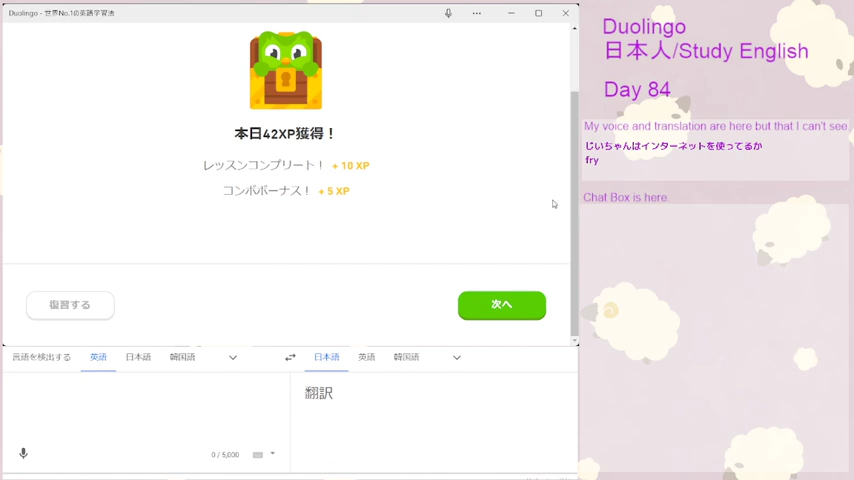 Duolingo - 世界No.1の英語学習法
本日42XP獲得！
レッスンコンプリート！ + 10 XP
コンボボーナス！ + 5 XP
復習する
次へ
言語を検出する 英語 日本語 韓国語
日本語 英語 韓国語
翻訳
0 / 5,000
Duolingo
日本人/Study English
Day 84
My voice and translation are here but that I can't see
じいちゃんはインターネットを使ってるか
fry
Chat Box is here.